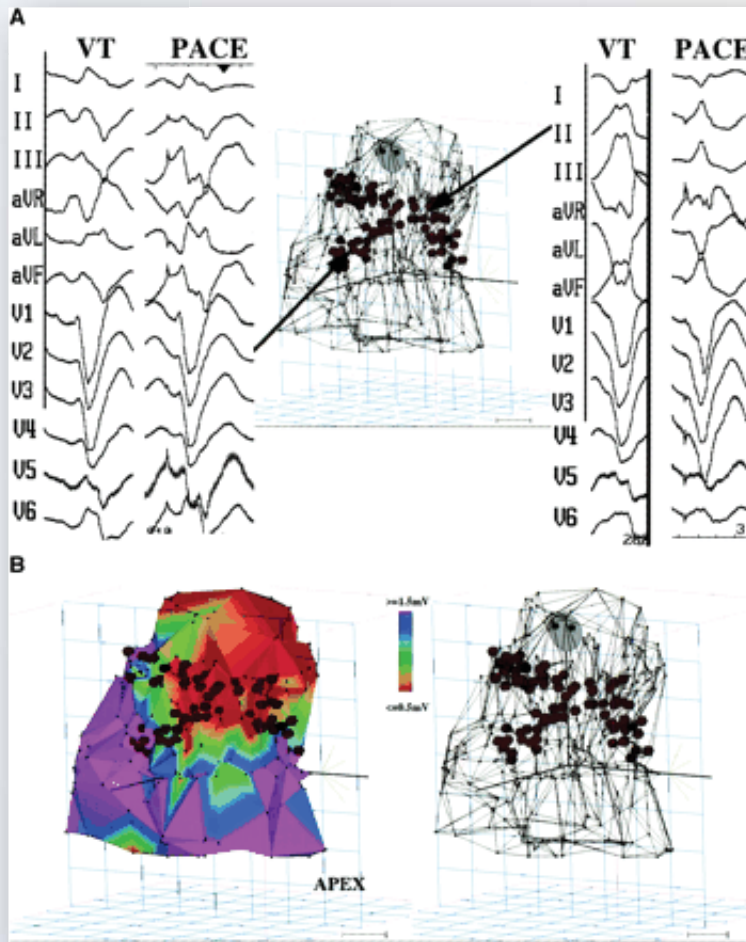 A
VT PACE
I
II
III
aVR
aVL
aVF
V1
V2
V3
V4
V5
V6
VT PACE
I
II
III
aVR
aVL
aVF
V1
V2
V3
V4
V5
V6
3
B
>=1.5mV
<=0.5mV
APEX